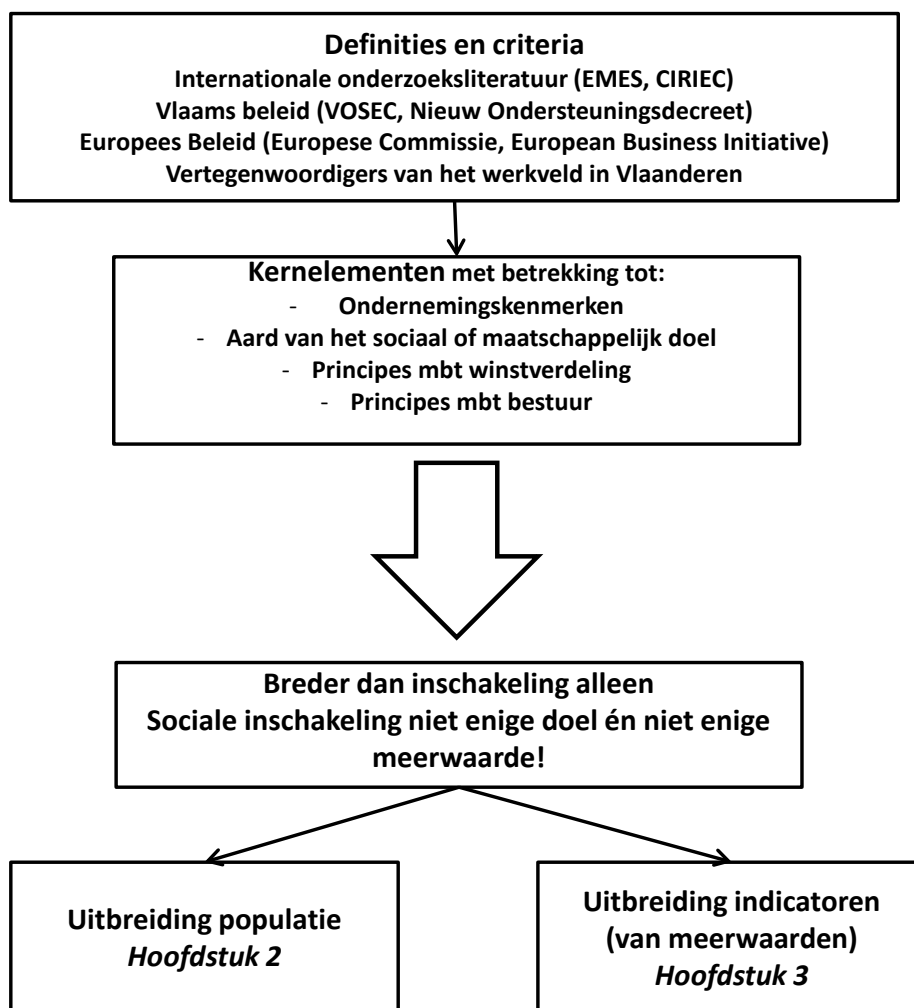 Definities en criteria
Internationale onderzoeksliteratuur (EMES, CIRIEC)
Vlaams beleid (VOSEC, Nieuw Ondersteuningsdecreet)
Europees Beleid (Europese Commissie, European Business Initiative)
Vertegenwoordigers van het werkveld in Vlaanderen
Kernelementen met betrekking tot:
- Ondernemingskenmerken
- Aard van het sociaal of maatschappelijk doel
- Principes mbt winstverdeling
- Principes mbt bestuur
Breder dan inschakeling alleen
Sociale inschakeling niet enige doel én niet enige
meerwaarde!
Uitbreiding populatie
Hoofdstuk 2
Uitbreiding indicatoren
(van meerwaarden)
Hoofdstuk 3